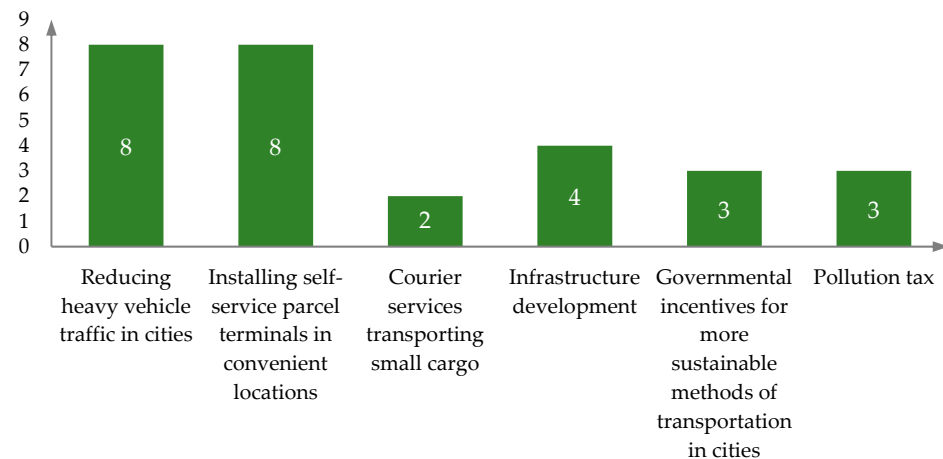 9
8
7
6
5
4
3
2
1
0
8
8
2
4
3
3
Reducing
heavy vehicle
traffic in cities
Installing self-
service parcel
terminals in
convenient
locations
Courier
services
transporting
small cargo
Infrastructure
development
Governmental
incentives for
more
sustainable
methods of
transportation
in cities
Pollution tax